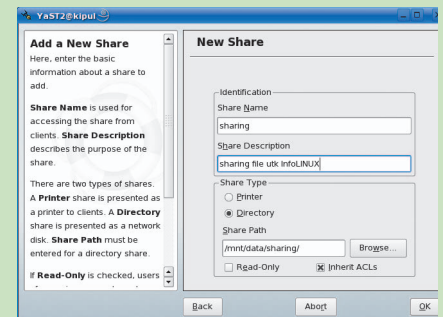 YaST2@kipul
Add a New Share
Here, enter the basic
information about a share to
add.
Share Name is used for
accessing the share from
clients. Share Description
describes the purpose of the
share.
There are two types of shares.
A Printer share is presented as
a printer to clients. A Directory
share is presented as a network
disk. Share Path must be
entered for a directory share.
If Read-Only is checked, users
New Share
Identification
Share Name
sharing
Share Description
sharing file utk InfoLINUX
Share Type
Printer
Directory
Share Path
/mnt/data/sharing/
Browse...
Read-Only
Inherit ACLs
Back
Abort
OK